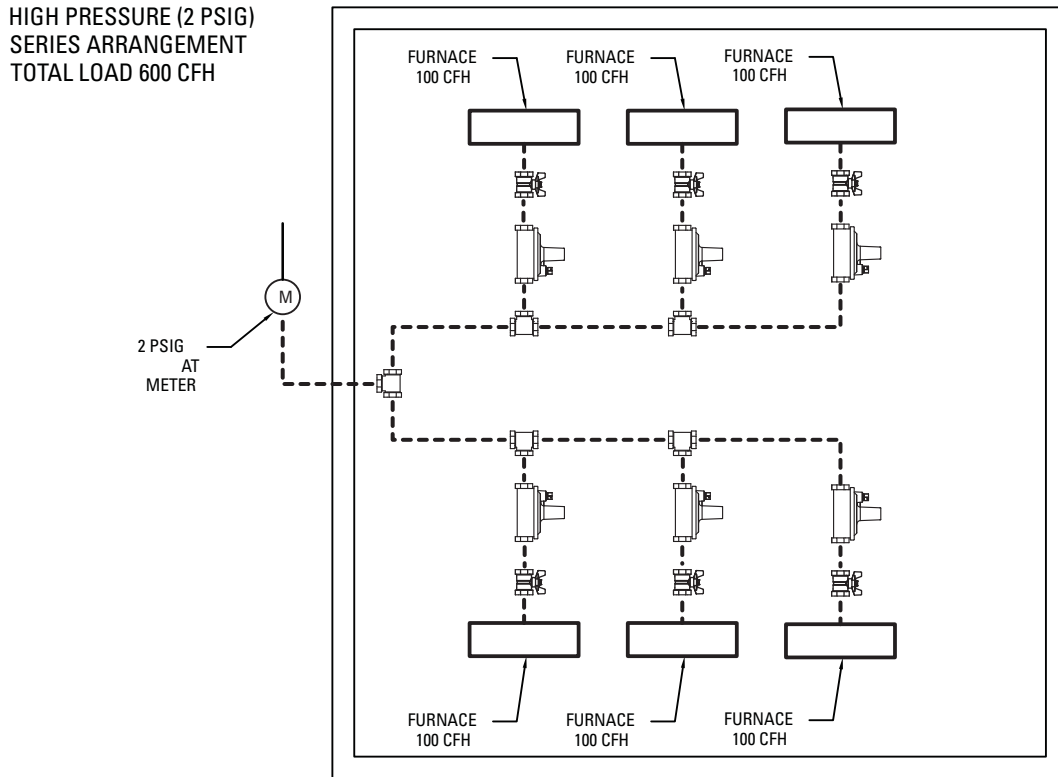 HIGH PRESSURE (2 PSIG)
SERIES ARRANGEMENT
TOTAL LOAD 600 CFH
FURNACE
100 CFH
FURNACE
100 CFH
FURNACE
100 CFH
M
2 PSIG
AT
METER
FURNACE
100 CFH
FURNACE
100 CFH
FURNACE
100 CFH